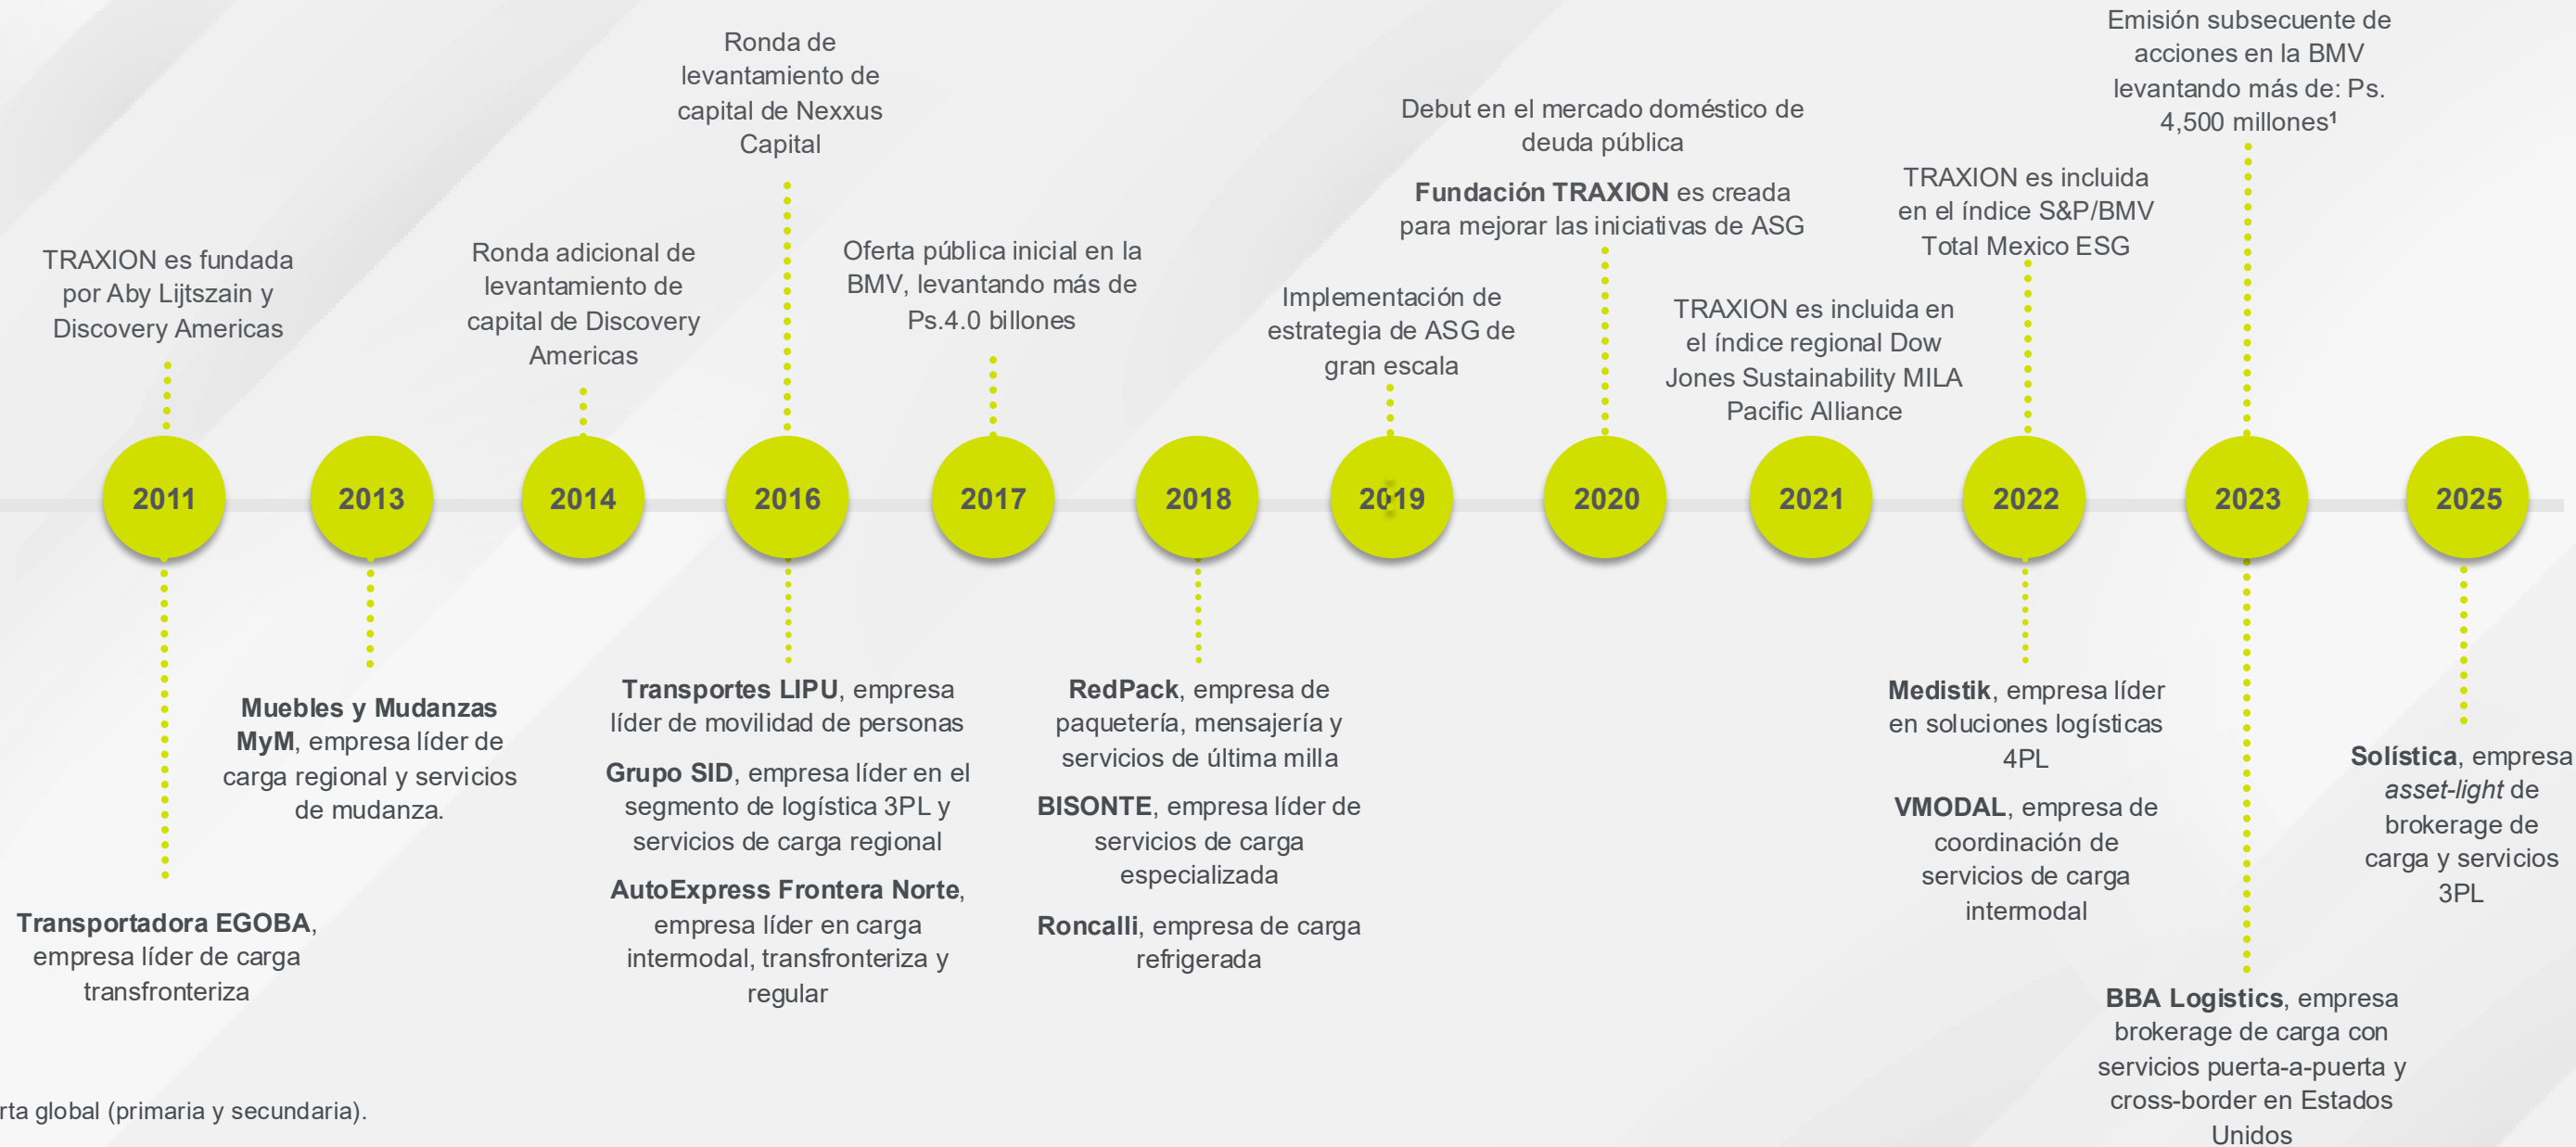 TRAXION es fundada
por Aby Lijtszain y
Discovery Americas
Ronda adicional de
levantamiento de
capital de Discovery
Americas
Ronda de
levantamiento de
capital de Nexxus
Capital
Oferta pública inicial en la
BMV, levantando más de
Ps.4.0 billones
Implementación de
estrategia de ASG de
gran escala
Debut en el mercado doméstico de
deuda pública
Fundación TRAXION es creada
para mejorar las iniciativas de ASG
TRAXION es incluida en
el índice regional Dow
Jones Sustainability MILA
Pacific Alliance
TRAXION es incluida
en el índice S&P/BMV
Total Mexico ESG
Emisión subsecuente de
acciones en la BMV
levantando más de: Ps.
4,500 millones¹
2011
2013
2014
2016
2017
2018
2019
2020
2021
2022
2023
2025
Transportadora EGOBA,
empresa líder de carga
transfronteriza
Muebles y Mudanzas
MyM, empresa líder de
carga regional y servicios
de mudanza.
Transportes LIPU, empresa
líder de movilidad de personas
Grupo SID, empresa líder en el
segmento de logística 3PL y
servicios de carga regional
AutoExpress Frontera Norte,
empresa líder en carga
intermodal, transfronteriza y
regular
RedPack, empresa de
paquetería, mensajería y
servicios de última milla
BISONTE, empresa líder de
servicios de carga
especializada
Roncalli, empresa de carga
refrigerada
Medistik, empresa líder
en soluciones logísticas
4PL
VMODAL, empresa de
coordinación de
servicios de carga
intermodal
BBA Logistics, empresa
brokerage de carga con
servicios puerta-a-puerta y
cross-border en Estados
Unidos
Solística, empresa
asset-light de
brokerage de
carga y servicios
3PL
rta global (primaria y secundaria).